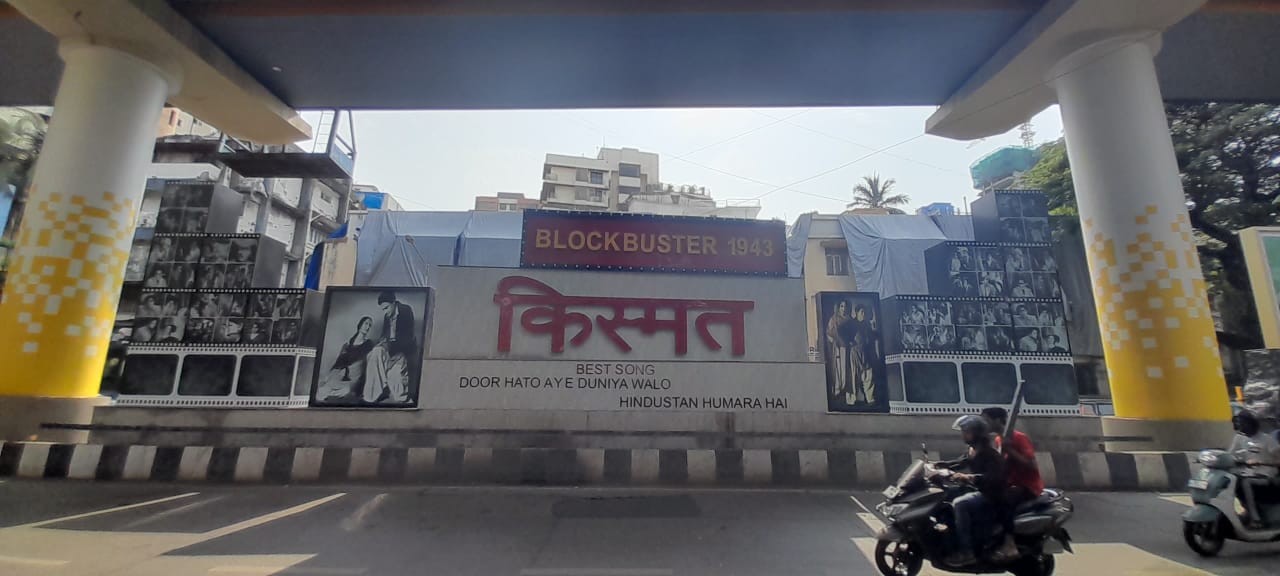 BLOCKBUSTER 1943
किस्मत
BEST SONG
DOOR HATO AYE DUNIYA WALO
HINDUSTAN HUMARA HAI